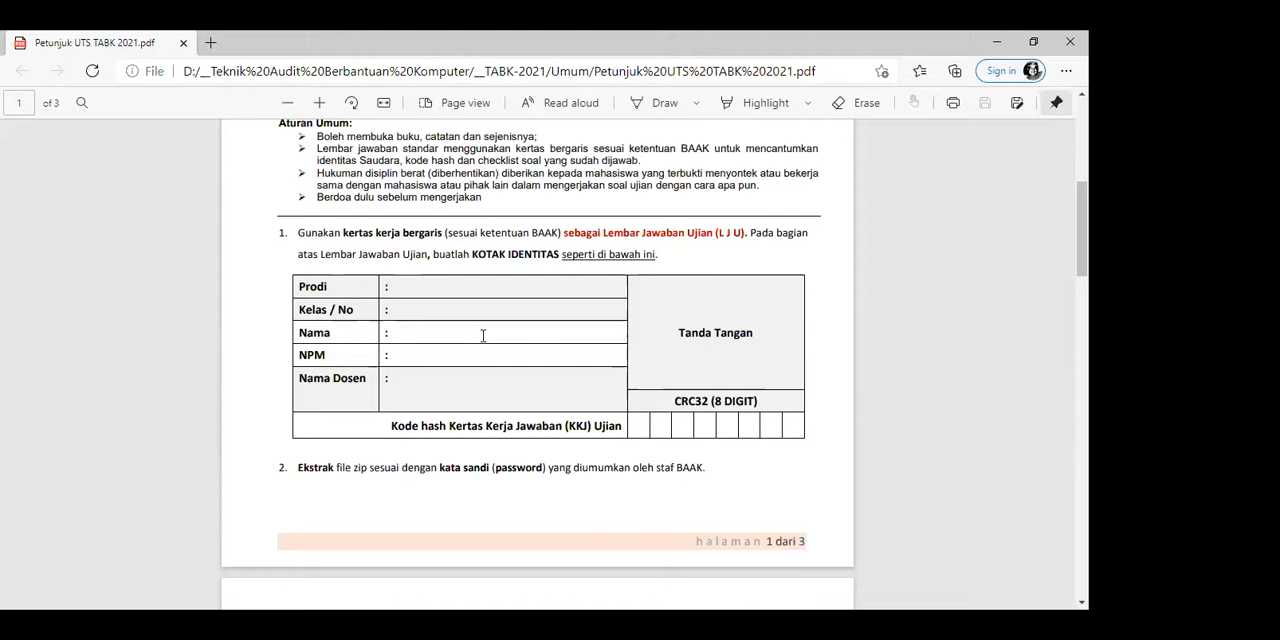 Petunjuk UTS TABK 2021.pdf
File D:/__Teknik%20Audit%20Berbantuan%20Komputer/__TABK-2021/Umum/Petunjuk%20UTS%20TABK%202021.pdf Sign in
1 of 3 Page view Read aloud Draw Highlight Erase
Aturan Umum:
➢ Boleh membuka buku, catatan dan sejenisnya;
➢ Lembar jawaban standar menggunakan kertas bergaris sesuai ketentuan BAAK untuk mencantumkan
identitas Saudara, kode hash dan checklist soal yang sudah dijawab.
➢ Hukuman disiplin berat (diberhentikan) diberikan kepada mahasiswa yang terbukti menyontek atau bekerja
sama dengan mahasiswa atau pihak lain dalam mengerjakan soal ujian dengan cara apa pun.
➢ Berdoa dulu sebelum mengerjakan
1. Gunakan kertas kerja bergaris (sesuai ketentuan BAAK) sebagai Lembar Jawaban Ujian (L J U). Pada bagian
atas Lembar Jawaban Ujian, buatlah KOTAK IDENTITAS seperti di bawah ini.
Prodi :
Kelas / No :
Nama :
Tanda Tangan
NPM :
Nama Dosen :
CRC32 (8 DIGIT)
Kode hash Kertas Kerja Jawaban (KKJ) Ujian
2. Ekstrak file zip sesuai dengan kata sandi (password) yang diumumkan oleh staf BAAK.
h a l a m a n 1 dari 3